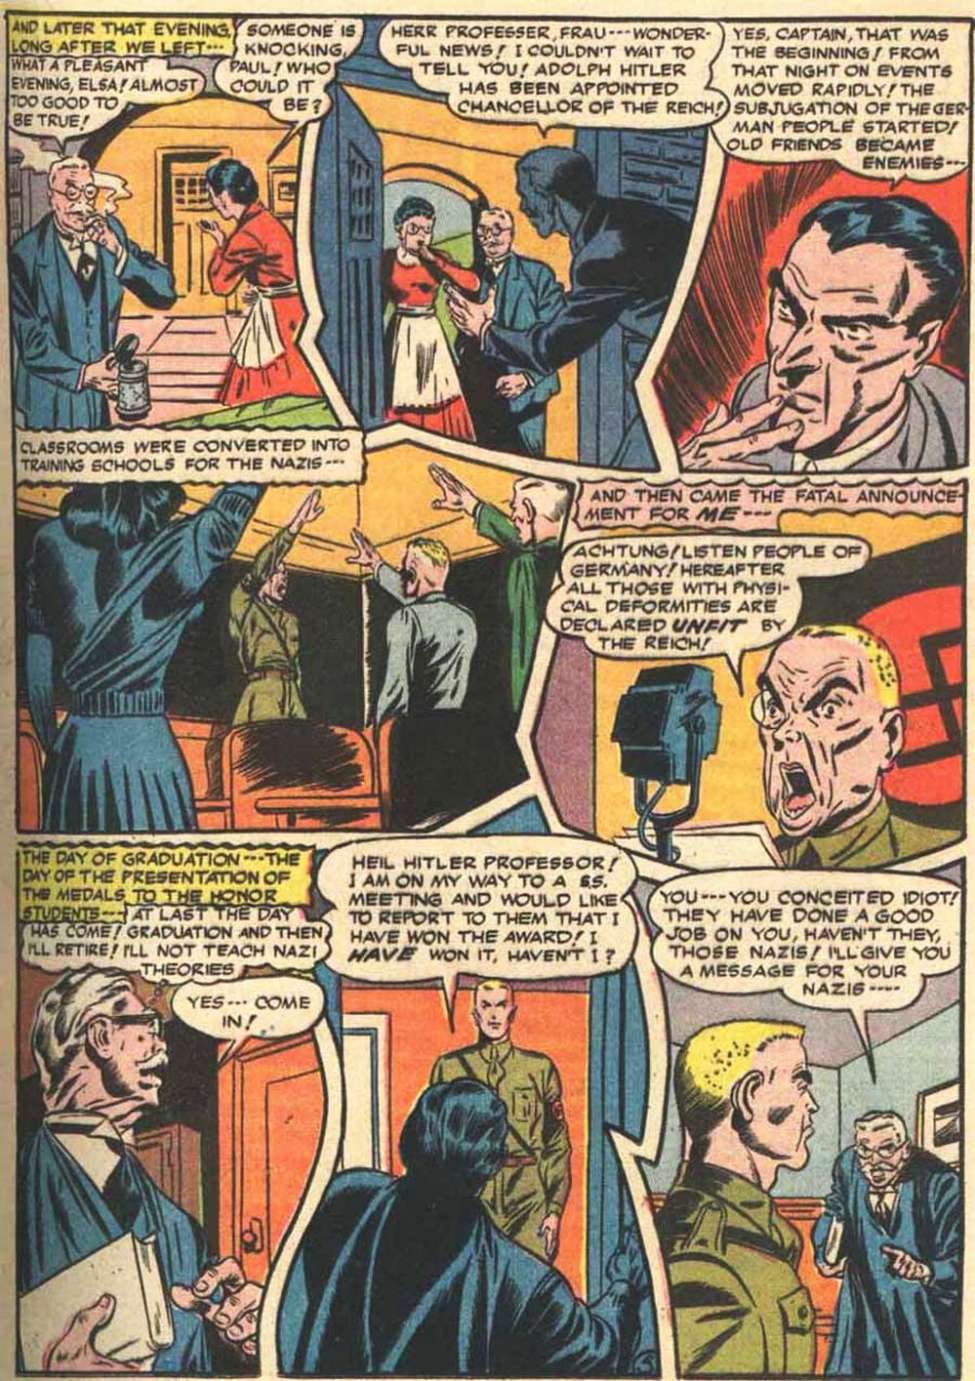 AND LATER THAT EVENING,
LONG AFTER WE LEFT---
WHAT A PLEASANT
EVENING, ELSA! ALMOST
TOO GOOD TO
BE TRUE!
SOMEONE IS
KNOCKING,
PAUL! WHO
COULD IT
BE?
HERR PROFESSER, FRAU---WONDER-
FUL NEWS! I COULDN'T WAIT TO
TELL YOU! ADOLPH HITLER
HAS BEEN APPOINTED
CHANCELLOR OF THE REICH!
YES, CAPTAIN, THAT WAS
THE BEGINNING! FROM
THAT NIGHT ON EVENTS
MOVED RAPIDLY! THE
SUBJUGATION OF THE GER-
MAN PEOPLE STARTED!
OLD FRIENDS BECAME
ENEMIES---
CLASSROOMS WERE CONVERTED INTO
TRAINING SCHOOLS FOR THE NAZIS---
AND THEN CAME THE FATAL ANNOUNCE-
MENT FOR ME---
ACHTUNG! LISTEN PEOPLE OF
GERMANY! HEREAFTER
ALL THOSE WITH PHYSI-
CAL DEFORMITIES ARE
DECLARED UNFIT BY
THE REICH!
THE DAY OF GRADUATION---THE
DAY OF THE PRESENTATION OF
THE MEDALS TO THE HONOR
STUDENTS---
AT LAST THE DAY
HAS COME! GRADUATION AND THEN
I'LL RETIRE! I'LL NOT TEACH NAZI
THEORIES
YES--- COME
IN!
HEIL HITLER PROFESSOR!
I AM ON MY WAY TO A S.S.
MEETING AND WOULD LIKE
TO REPORT TO THEM THAT I
HAVE WON THE AWARD! I
HAVE WON IT, HAVEN'T I?
YOU---YOU CONCEITED IDIOT!
THEY HAVE DONE A GOOD
JOB ON YOU, HAVEN'T THEY,
THOSE NAZIS! I'LL GIVE YOU
A MESSAGE FOR YOUR
NAZIS----